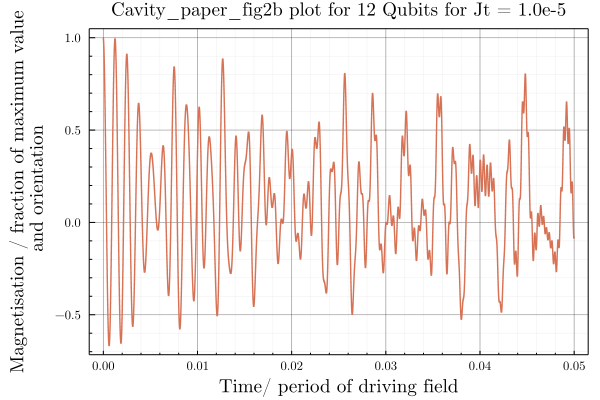 Cavity_paper_fig2b plot for 12 Qubits for Jt = 1.0e-5
Magnetisation / fraction of maximum value
and orientation
1.0
0.5
0.0
−0.5
0.00
0.01
0.02
0.03
0.04
0.05
Time/ period of driving field